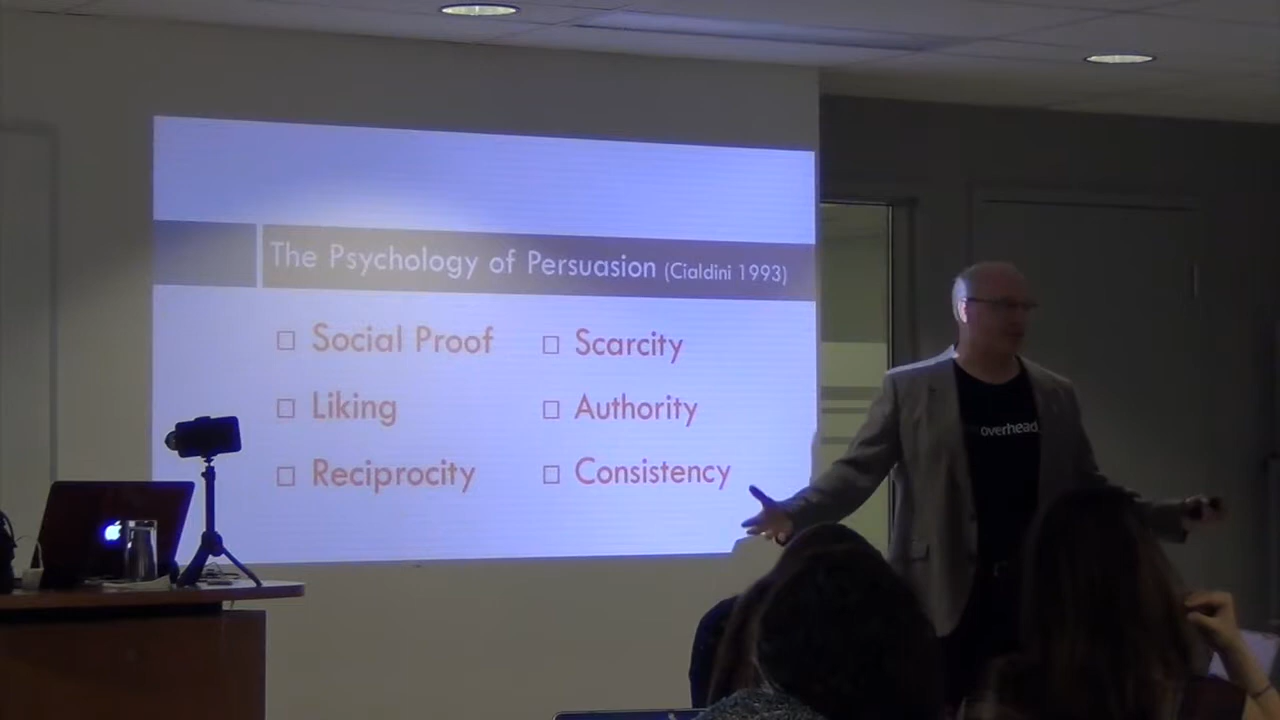 The Psychology of Persuasion (Cialdini 1993)
Social Proof
Liking
Reciprocity
Scarcity
Authority
Consistency
overhead